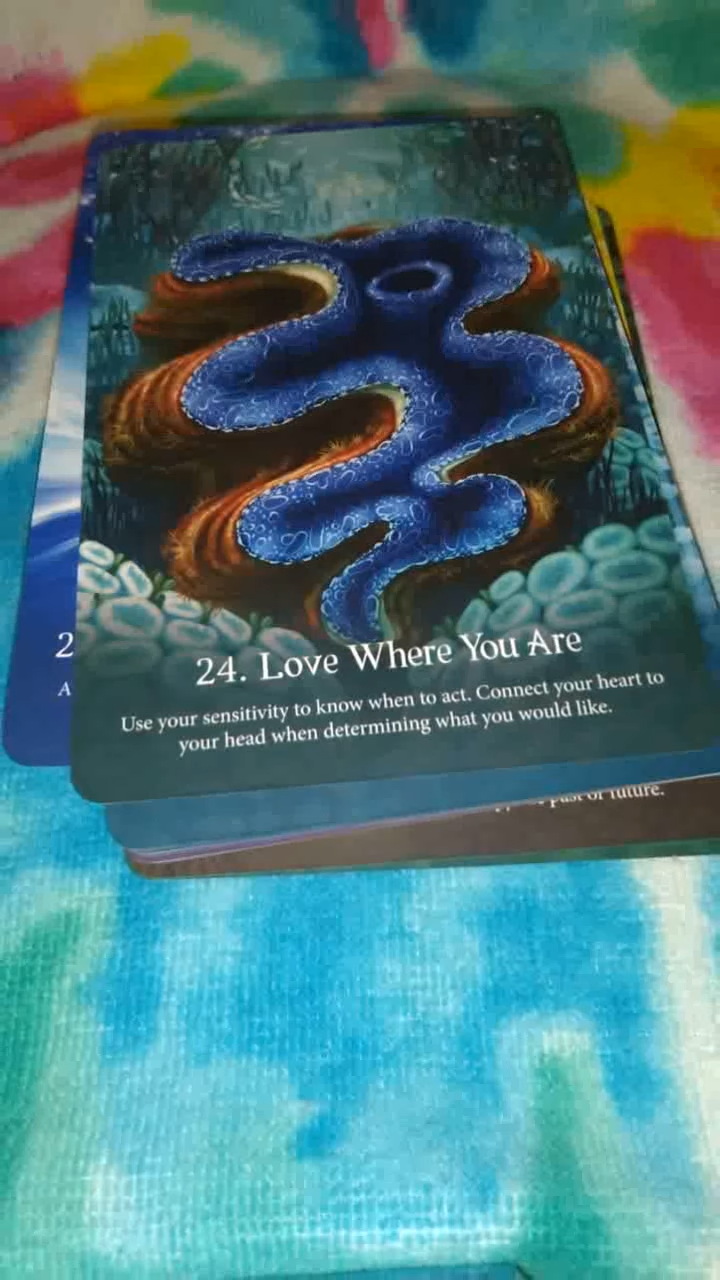 24. Love Where You Are
Use your sensitivity to know when to act. Connect your heart to
your head when determining what you would like.
2
A
past or future.